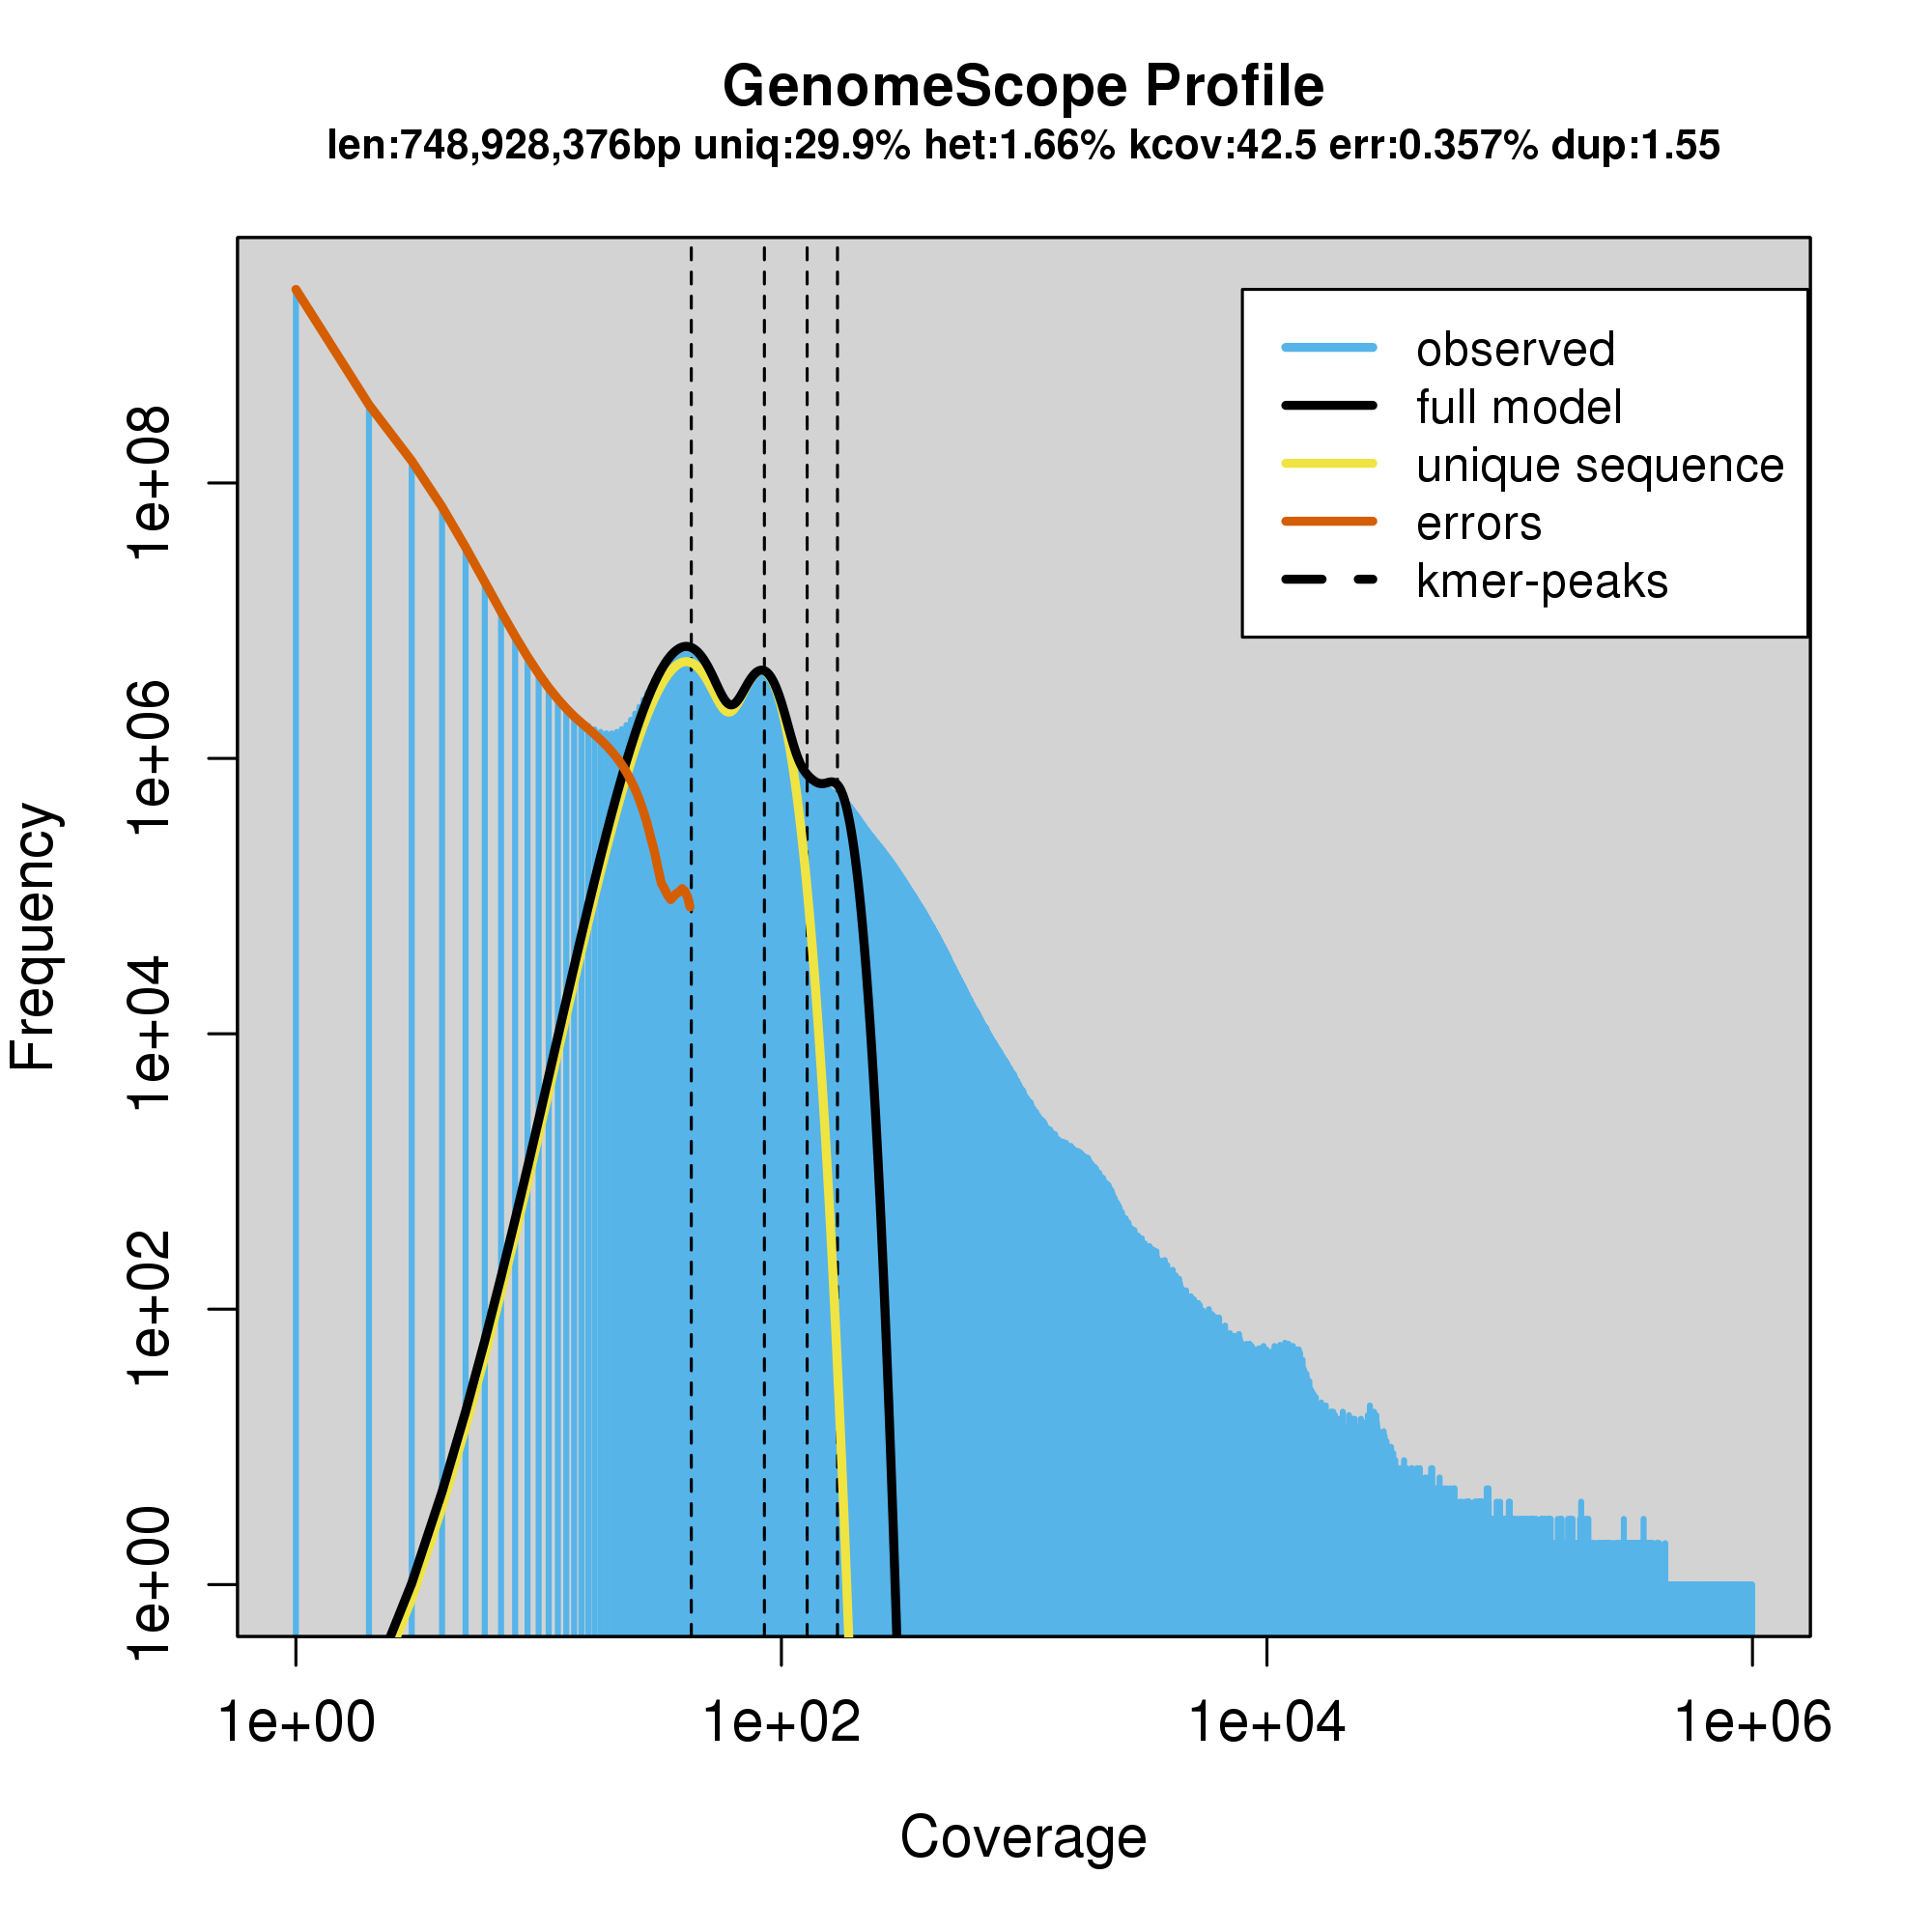 GenomeScope Profile
len:748,928,376bp uniq:29.9% het:1.66% kcov:42.5 err:0.357% dup:1.55
observed
full model
unique sequence
errors
kmer-peaks
Frequency
1e+08
1e+06
1e+04
1e+02
1e+00
1e+00 1e+02 1e+04 1e+06
Coverage